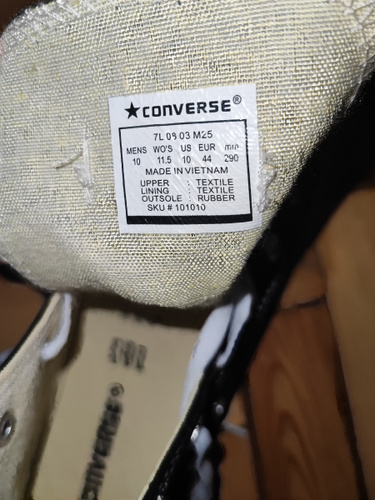 ★CONVERSE®
7L 08 03 M25
MENS WO'S US EUR mm
10 11.5 10 44 290
MADE IN VIETNAM
UPPER : TEXTILE
LINING : TEXTILE
OUTSOLE : RUBBER
SKU # 101010
CONVERSE®